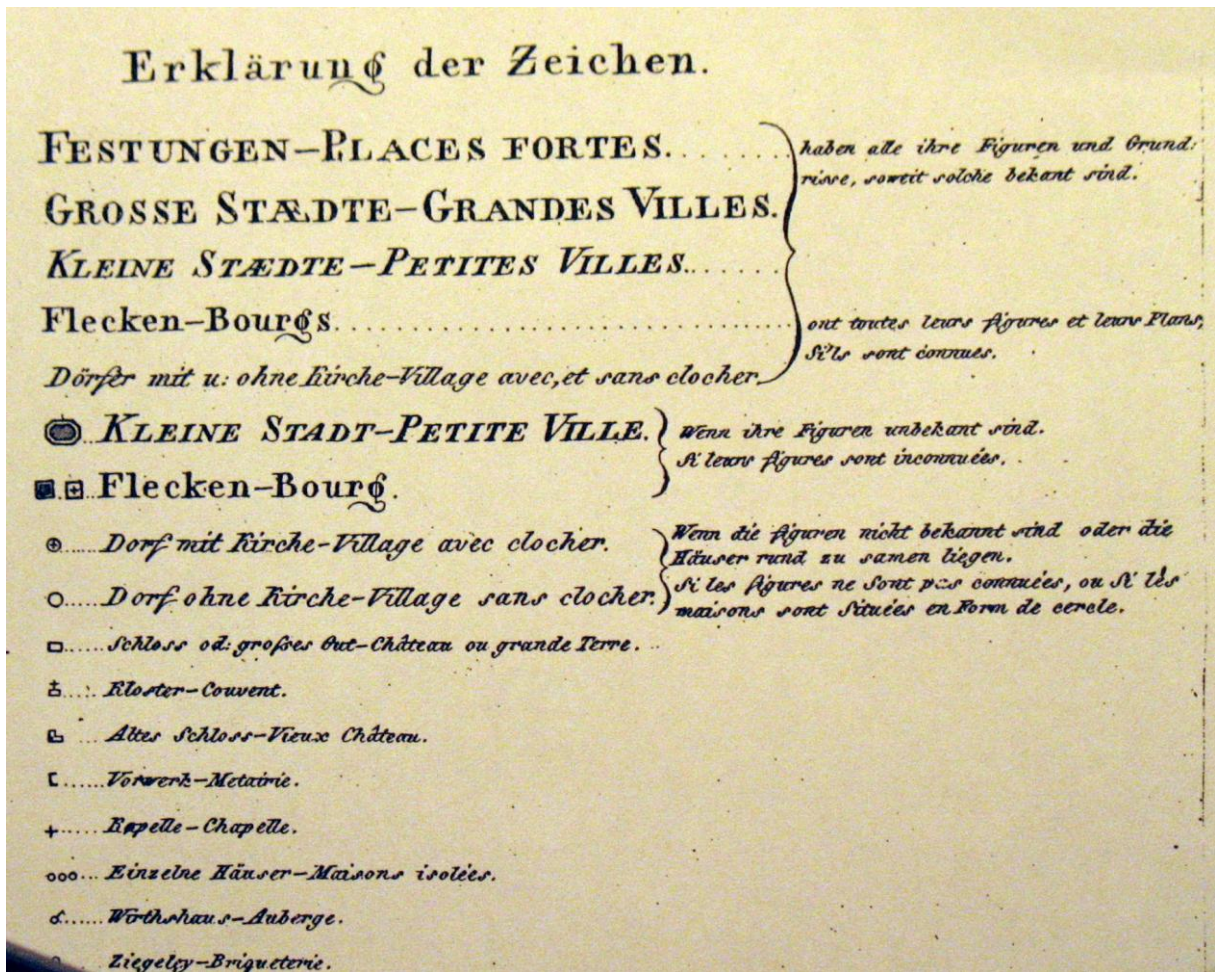 Erklärung der Zeichen.
FESTUNGEN–PLACES FORTES.
haben alle ihre Figuren und Grund:
risse, soweit solche bekant sind.
GROSSE STÆDTE–GRANDES VILLES.
KLEINE STÆDTE–PETITES VILLES.
Flecken–Bourgs
ont toutes leurs figures et leurs Plans,
Si'ls sont connues.
Dörfer mit u: ohne Kirche–Village avec, et sans clocher.
KLEINE STADT–PETITE VILLE.
Wenn ihre Figuren unbekant sind.
Si leurs figures sont inconnuées.
Flecken–Bourg.
Dorf mit Kirche–Village avec clocher.
Wenn die figuren nicht bekannt sind oder die
Häuser rund zu samen liegen.
Dorf ohne Kirche–Village sans clocher.
Si les figures ne Sont pas connuées, ou Si les
maisons sont Situées en Form de cercle.
Schloss od: großes Gut–Château ou grande Terre.
Kloster–Couvent.
Altes Schloss–Vieux Château.
Vorwerk–Metairie.
Kapelle–Chapelle.
Einzelne Häuser–Maisons isolées.
Wirthshaus–Auberge.
Ziegeley–Briqueterie.